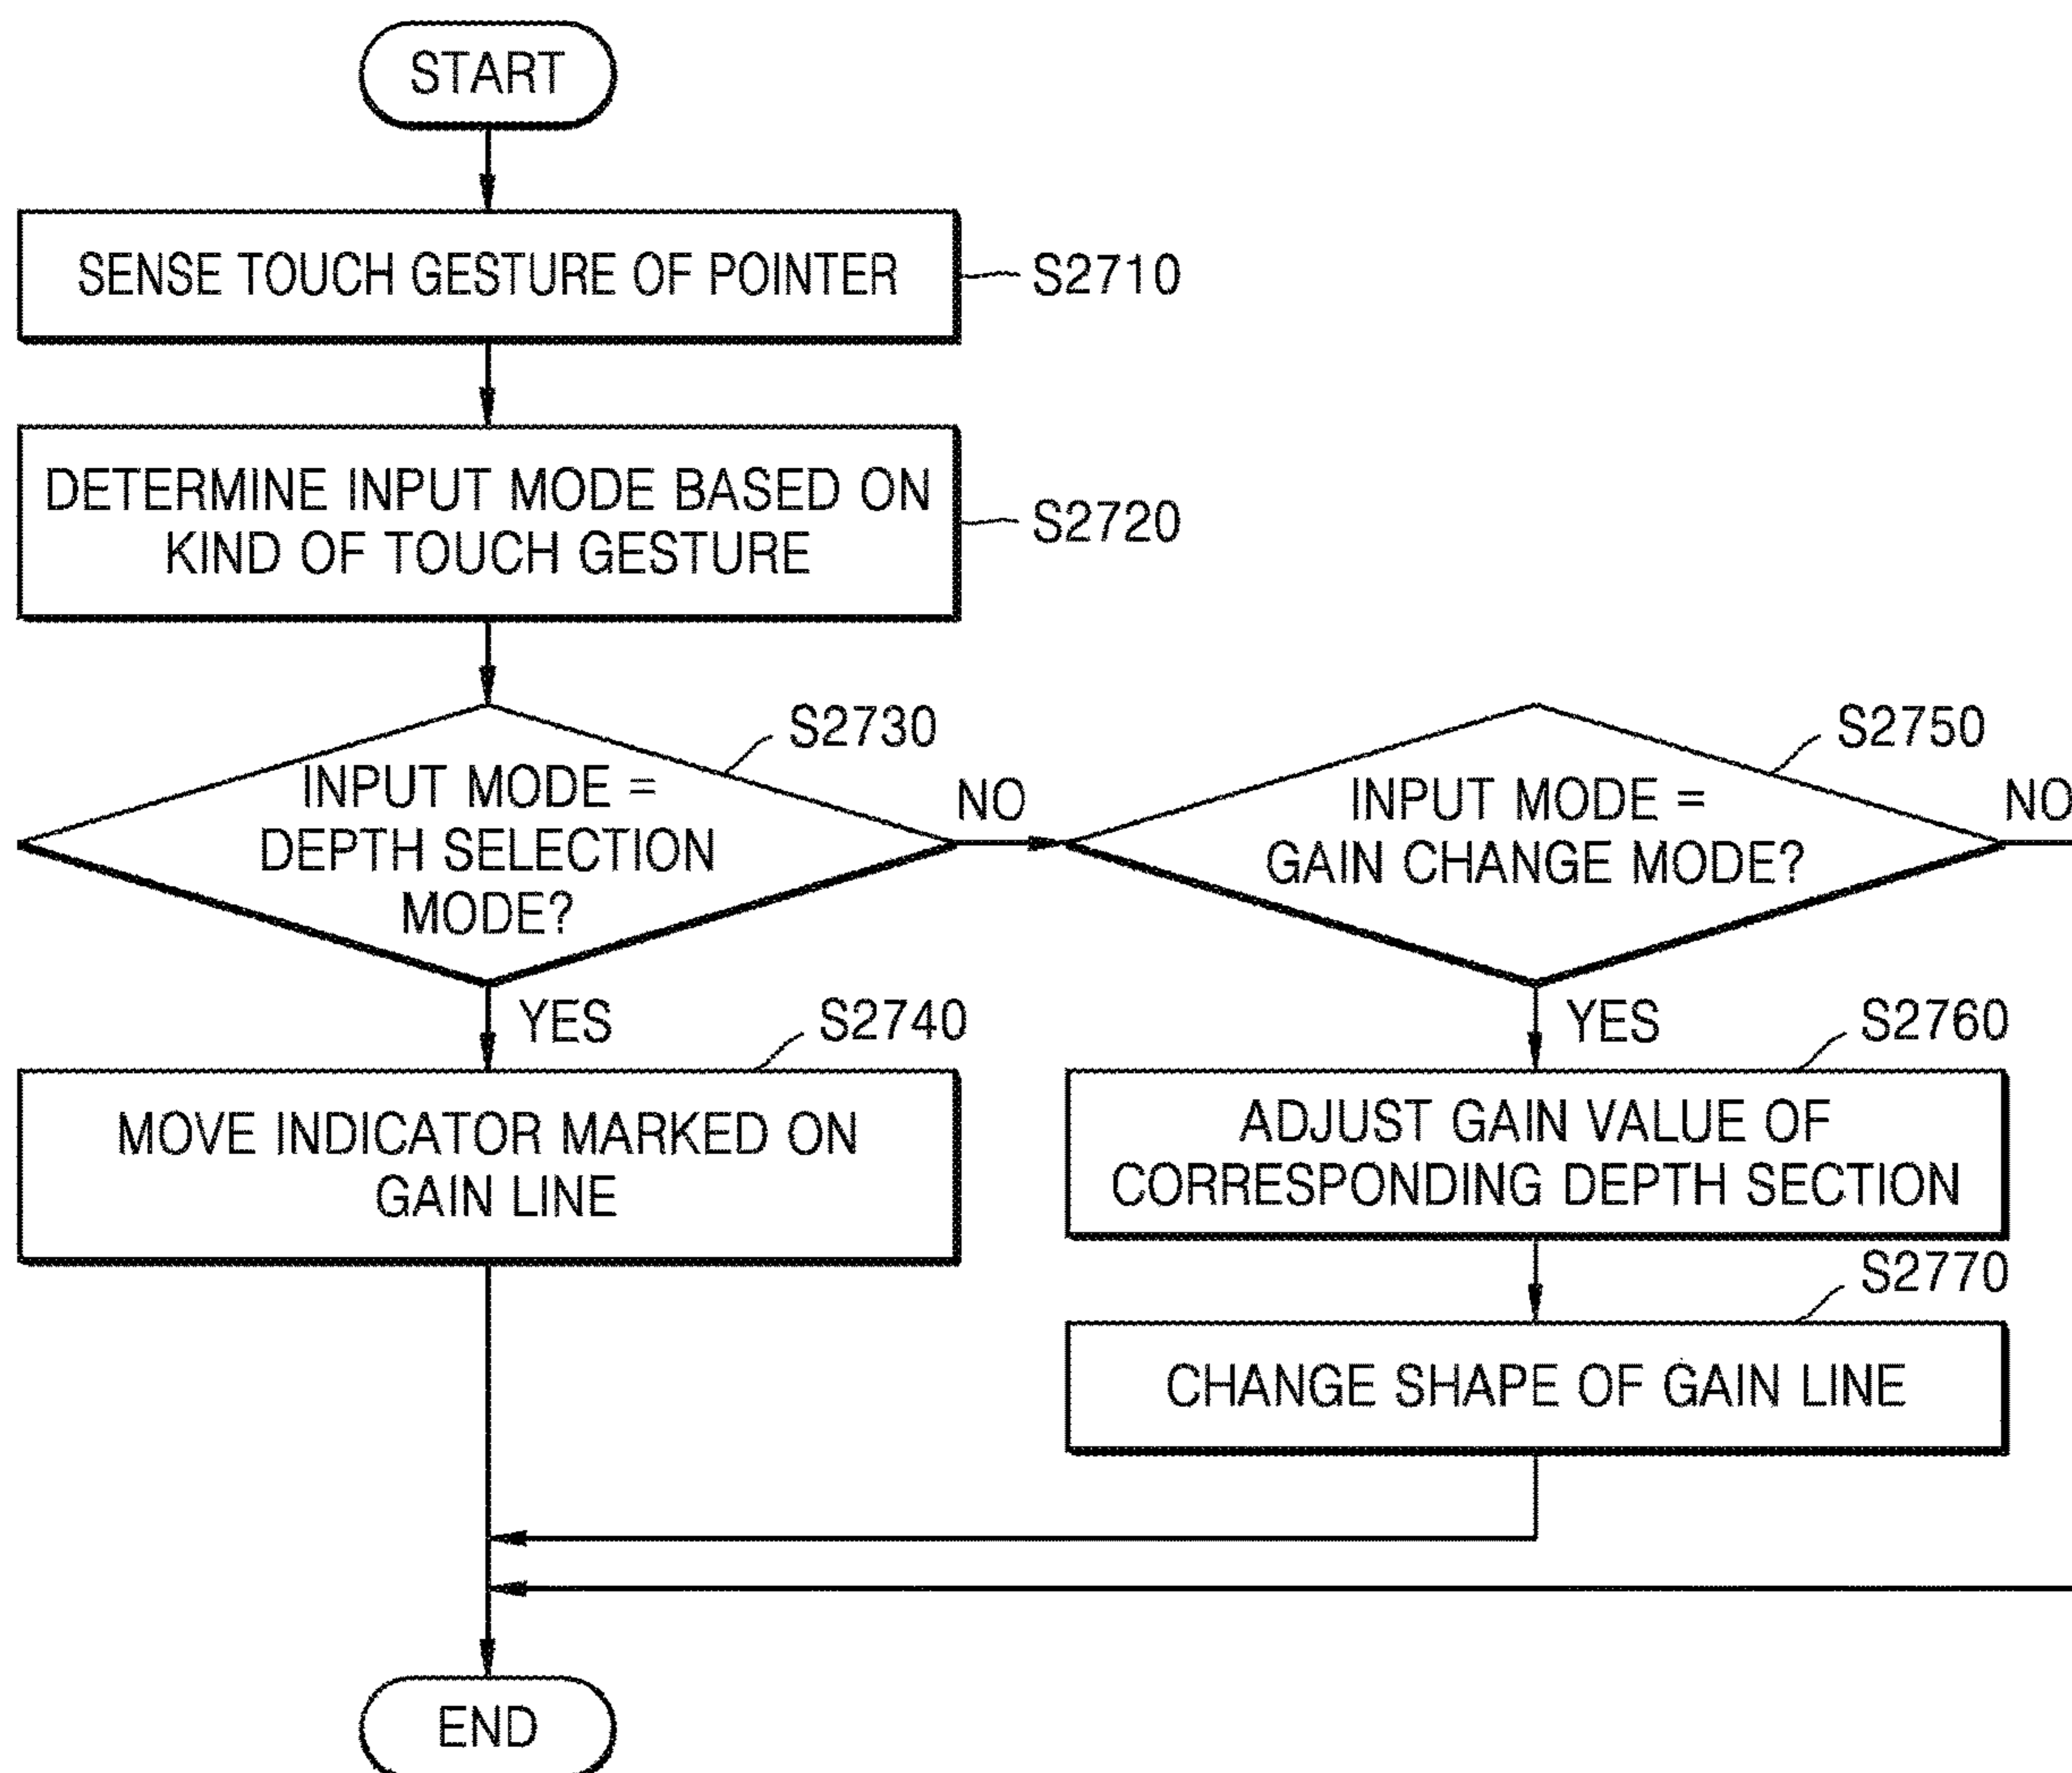 START
SENSE TOUCH GESTURE OF POINTER
S2710
DETERMINE INPUT MODE BASED ON
KIND OF TOUCH GESTURE
S2720
S2730
INPUT MODE =
DEPTH SELECTION
MODE?
NO
S2750
INPUT MODE =
GAIN CHANGE MODE?
NO
YES
S2740
MOVE INDICATOR MARKED ON
GAIN LINE
YES
S2760
ADJUST GAIN VALUE OF
CORRESPONDING DEPTH SECTION
S2770
CHANGE SHAPE OF GAIN LINE
END